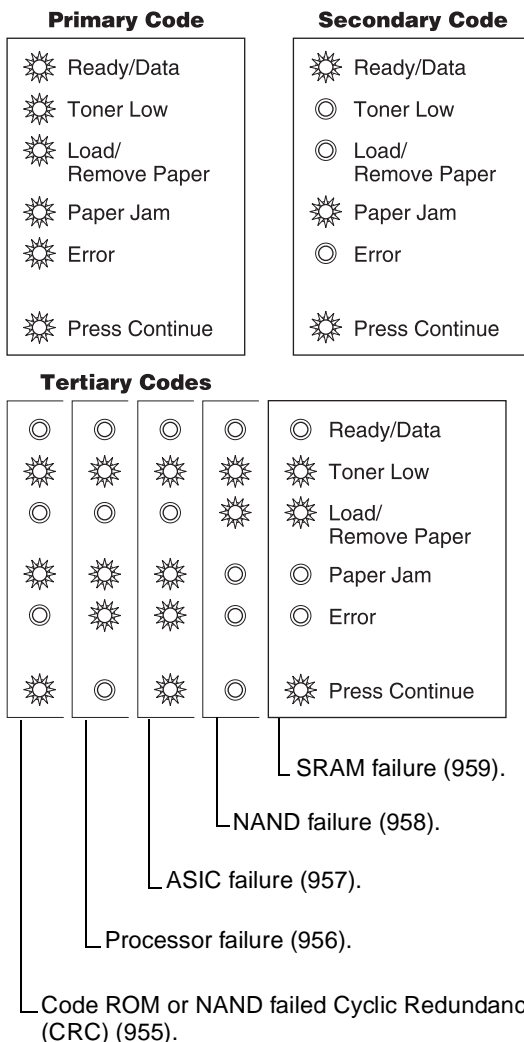 Primary Code
Ready/Data
Toner Low
Load/
Remove Paper
Paper Jam
Error
Press Continue
Secondary Code
Ready/Data
Toner Low
Load/
Remove Paper
Paper Jam
Error
Press Continue
Tertiary Codes
Ready/Data
Toner Low
Load/
Remove Paper
Paper Jam
Error
Press Continue
SRAM failure (959).
NAND failure (958).
ASIC failure (957).
Processor failure (956).
Code ROM or NAND failed Cyclic
(CRC) (955).